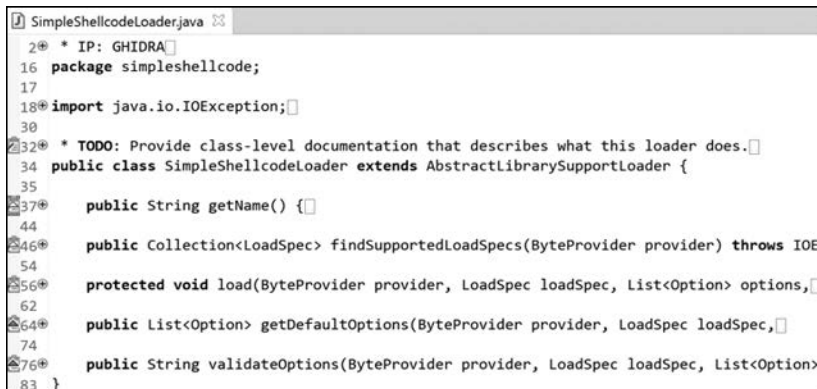 SimpleShellcodeLoader.java
2 * IP: GHIDRA
16 package simpleshellcode;
17
18 import java.io.IOException;
30
32 * TODO: Provide class-level documentation that describes what this loader does.
34 public class SimpleShellcodeLoader extends AbstractLibrarySupportLoader {
35
37 public String getName() {
44
46 public Collection<LoadSpec> findSupportedLoadSpecs(ByteProvider provider) throws IOE
54
56 protected void load(ByteProvider provider, LoadSpec loadSpec, List<Option> options,
62
64 public List<Option> getDefaultOptions(ByteProvider provider, LoadSpec loadSpec,
74
76 public String validateOptions(ByteProvider provider, LoadSpec loadSpec, List<Option>
83 }